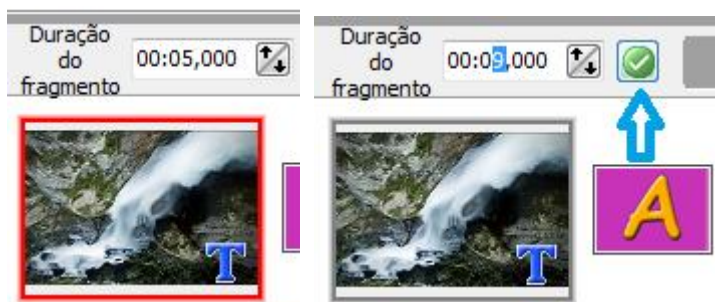 Duração
do
fragmento
00:05,000
T
Duração
do
fragmento
00:09,000
T
A